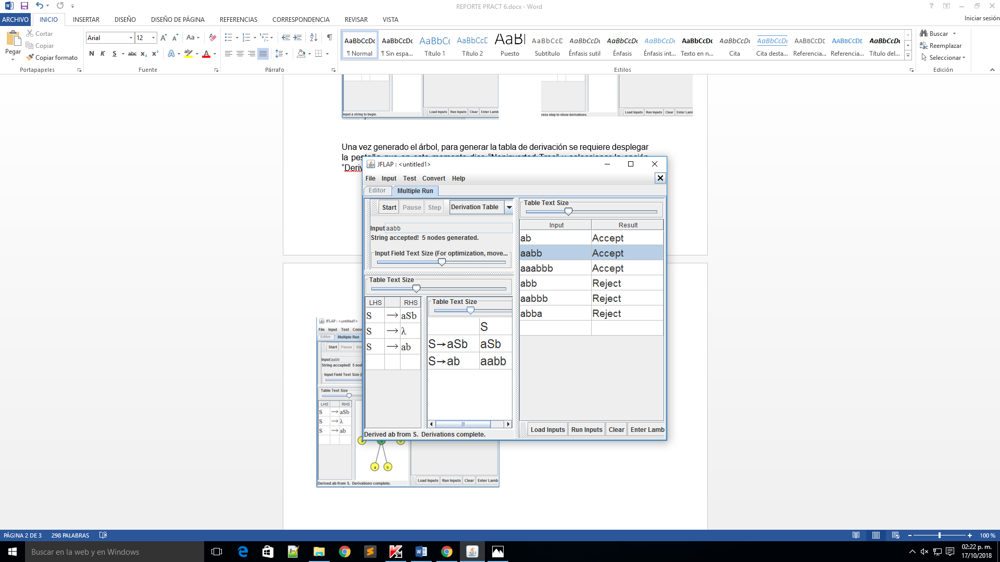 REPORTE PRACT 6.docx - Word
ARCHIVO INICIO INSERTAR DISEÑO DISEÑO DE PÁGINA REFERENCIAS CORRESPONDENCIA REVISAR VISTA Iniciar sesión
Pegar
Cortar
Copiar
Copiar formato
Portapapeles
Arial 12
N K S abc x₂ x²
Fuente
Párrafo
AaBbCcDc AaBbCcDc AaBbCc AaBbCcD AaBl AaBbCcD AaBbCcDc AaBbCcDc AaBbCcDc AaBbCcDc AaBbCcDc AaBbCcDc AABBCCDD AABBCCDD AaBbCcDc
¶ Normal ¶ Sin espa... Título 1 Título 2 Puesto Subtítulo Énfasis sutil Énfasis Énfasis int... Texto en n... Cita Cita desta... Referencia... Referencia... Título del...
Estilos
Buscar
Reemplazar
Seleccionar
Edición
Load Inputs Run Inputs Clear Enter Lamb
Input a string to begin.
Load Inputs Run Inputs Clear Enter
ress step to show derivations.
Una vez generado el árbol, para generar la tabla de derivación se requiere desplegar
“Deriv
JFLAP : <untitled1>
File Input Test Convert Help
Editor Multiple Run
Start Pause Step Derivation Table
Input aabb
String accepted! 5 nodes generated.
Input Field Text Size (For optimization, move...
Table Text Size
LHS RHS
S → aSb
S → λ
S → ab
Table Text Size
S
S→aSb aSb
S→ab aabb
Derived ab from S. Derivations complete.
Table Text Size
Input Result
ab Accept
aabb Accept
aaabbb Accept
abb Reject
aabbb Reject
abba Reject
Load Inputs Run Inputs Clear Enter Lamb
JFLAP : <untitled1>
File Input Test Conv
Editor Multiple Run
Start Pause Ste
Input aabb
String accepted! 5 nod
Input Field Text Size (
Table Text Size
LHS RHS
S → aSb
S → λ
S → ab
a b
Load Inputs Run Inputs Clear Enter Lamb
Derived ab from S. Derivations complete.
PÁGINA 2 DE 3 298 PALABRAS 100 %
Buscar en la web y en Windows
02:22 p. m.
17/10/2018